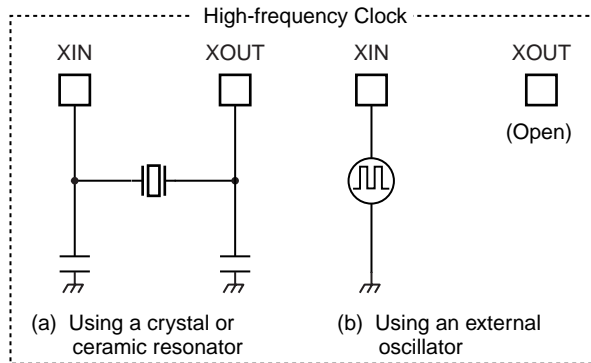 High-frequency Clock
XIN XOUT XIN XOUT
(Open)
(a) Using a crystal or
ceramic resonator
(b) Using an external
oscillator